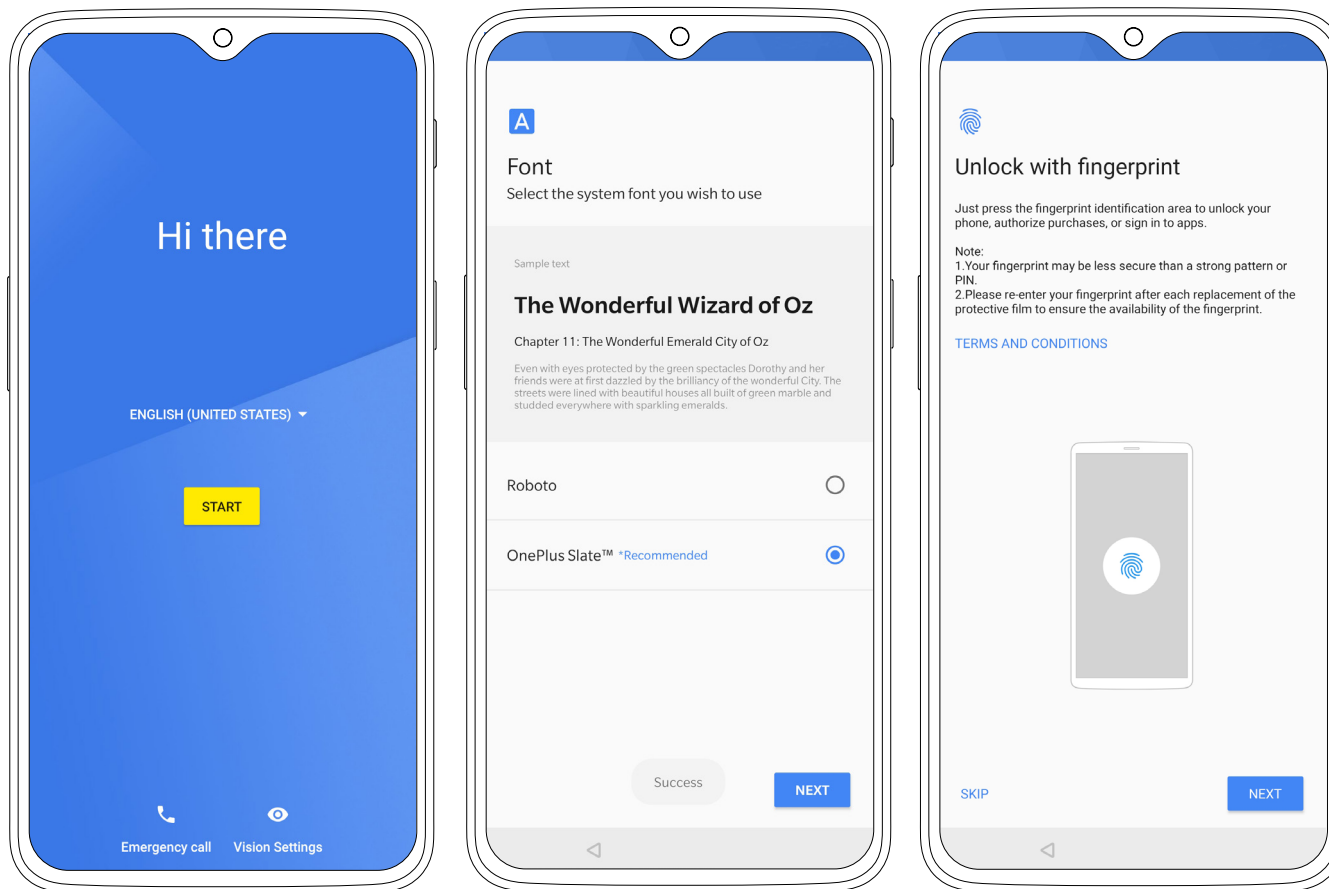 Hi there
ENGLISH (UNITED STATES)
START
Emergency call
Vision Settings
A
Font
Select the system font you wish to use
Sample text
The Wonderful Wizard of Oz
Chapter 11: The Wonderful Emerald City of Oz
Even with eyes protected by the green spectacles Dorothy and her
friends were at first dazzled by the brilliancy of the wonderful City. The
streets were lined with beautiful houses all built of green marble and
studded everywhere with sparkling emeralds.
Roboto
OnePlus Slate™ *Recommended
Success
NEXT
Unlock with fingerprint
Just press the fingerprint identification area to unlock your
phone, authorize purchases, or sign in to apps.
Note:
1.Your fingerprint may be less secure than a strong pattern or
PIN.
2.Please re-enter your fingerprint after each replacement of the
protective film to ensure the availability of the fingerprint.
TERMS AND CONDITIONS
SKIP
NEXT